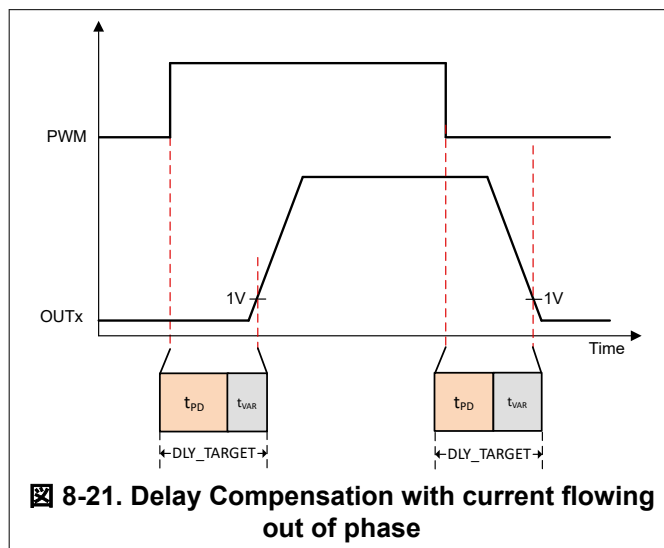 PWM
1V
1V
OUTx
Time
tPD
tVAR
tPD
tVAR
DLY_TARGET
DLY_TARGET
図 8-21. Delay Compensation with current flowing
out of phase